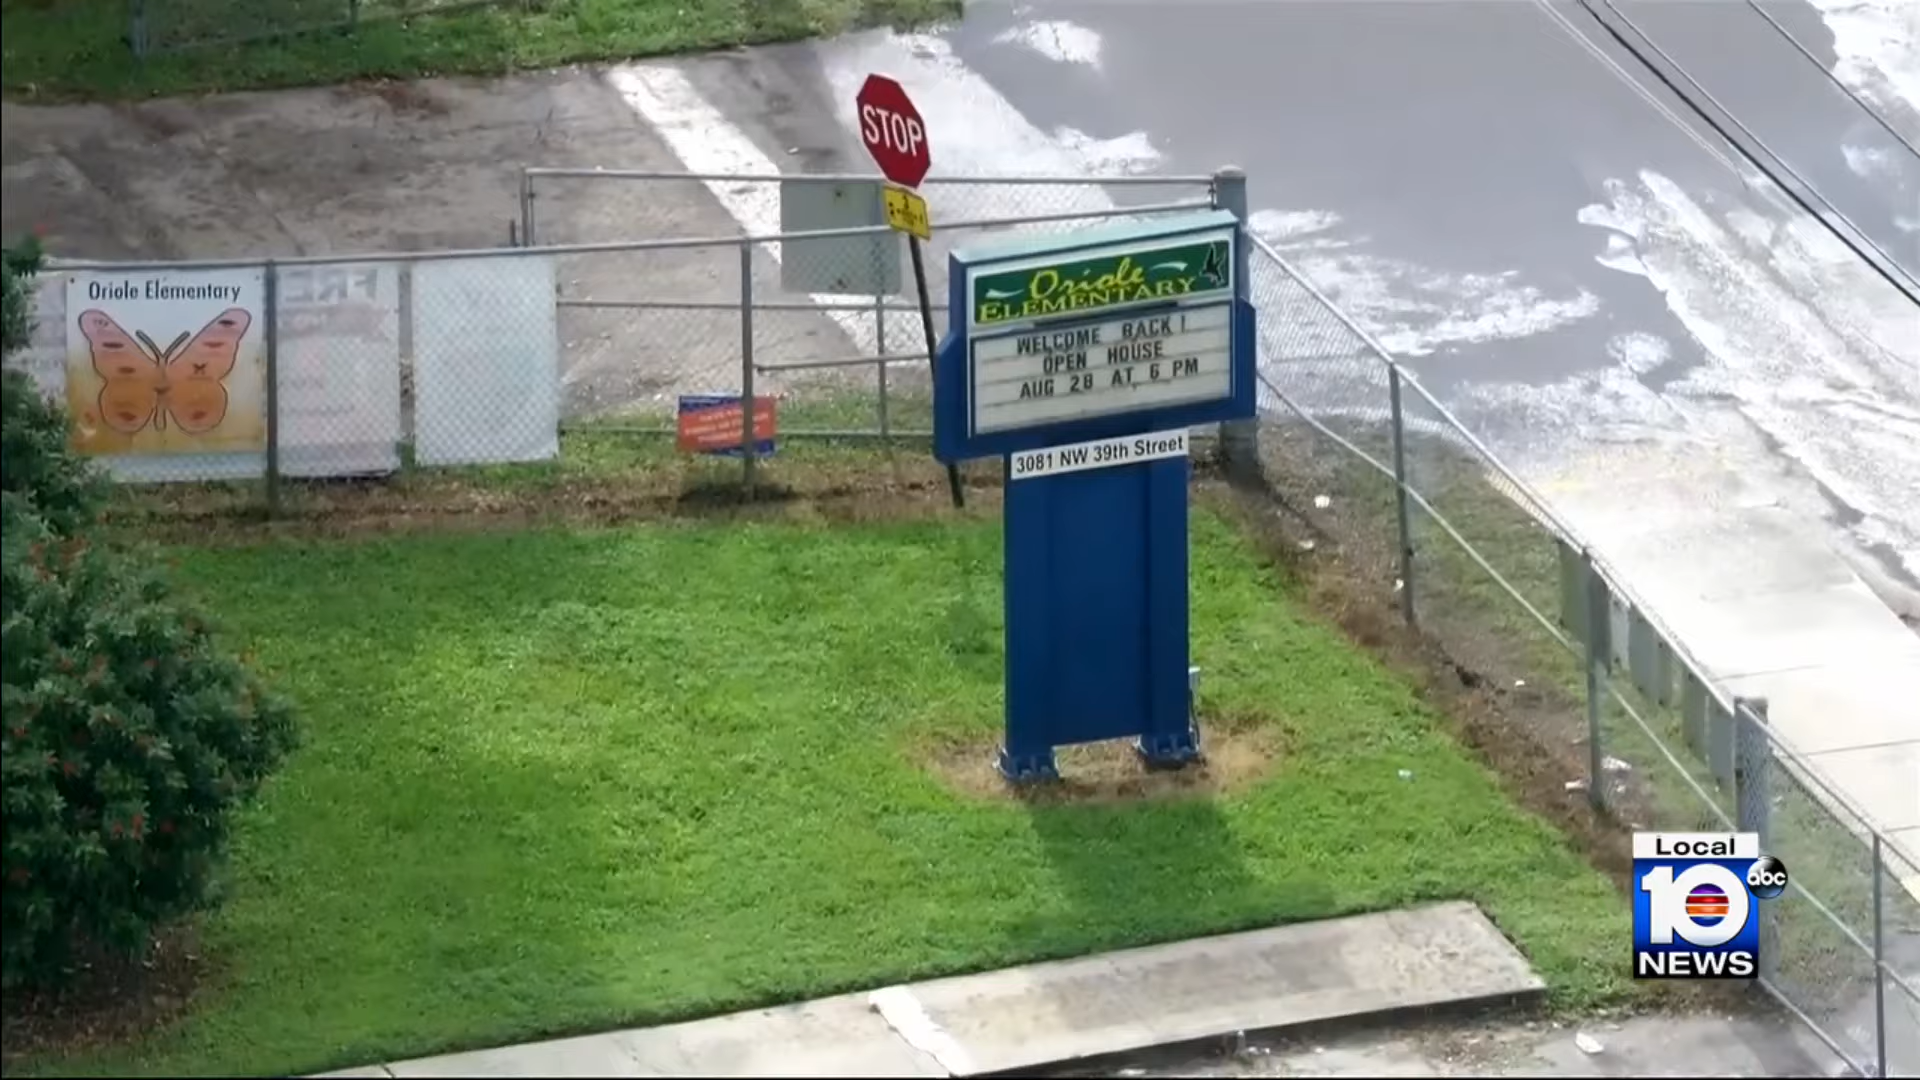 STOP
Oriole Elementary
FREE
Oriole
ELEMENTARY
WELCOME BACK!
OPEN HOUSE
AUG 28 AT 6 PM
3081 NW 39th Street
Local
10
abc
NEWS